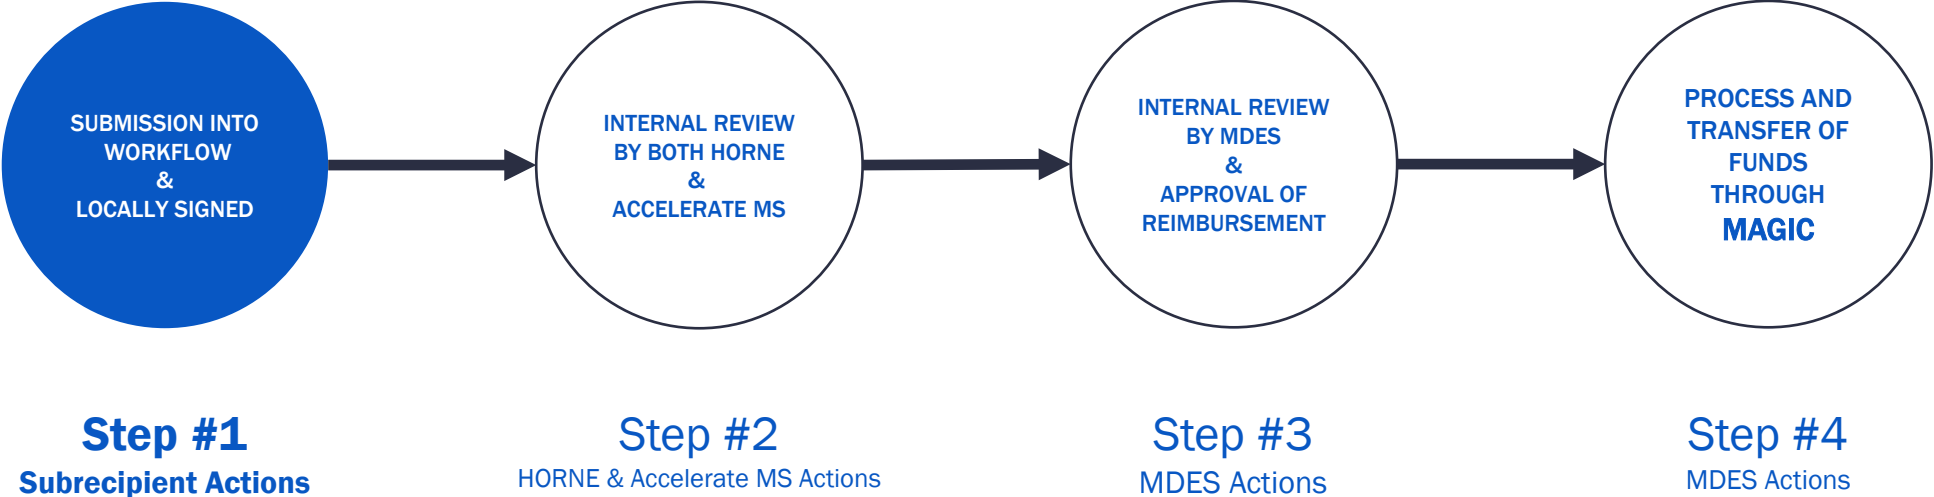 SUBMISSION INTO
WORKFLOW
&
LOCALLY SIGNED
INTERNAL REVIEW
BY BOTH HORNE
&
ACCELERATE MS
INTERNAL REVIEW
BY MDES
&
APPROVAL OF
REIMBURSEMENT
PROCESS AND
TRANSFER OF
FUNDS
THROUGH
MAGIC
Step #1
Subrecipient Actions
Step #2
HORNE & Accelerate MS Actions
Step #3
MDES Actions
Step #4
MDES Actions